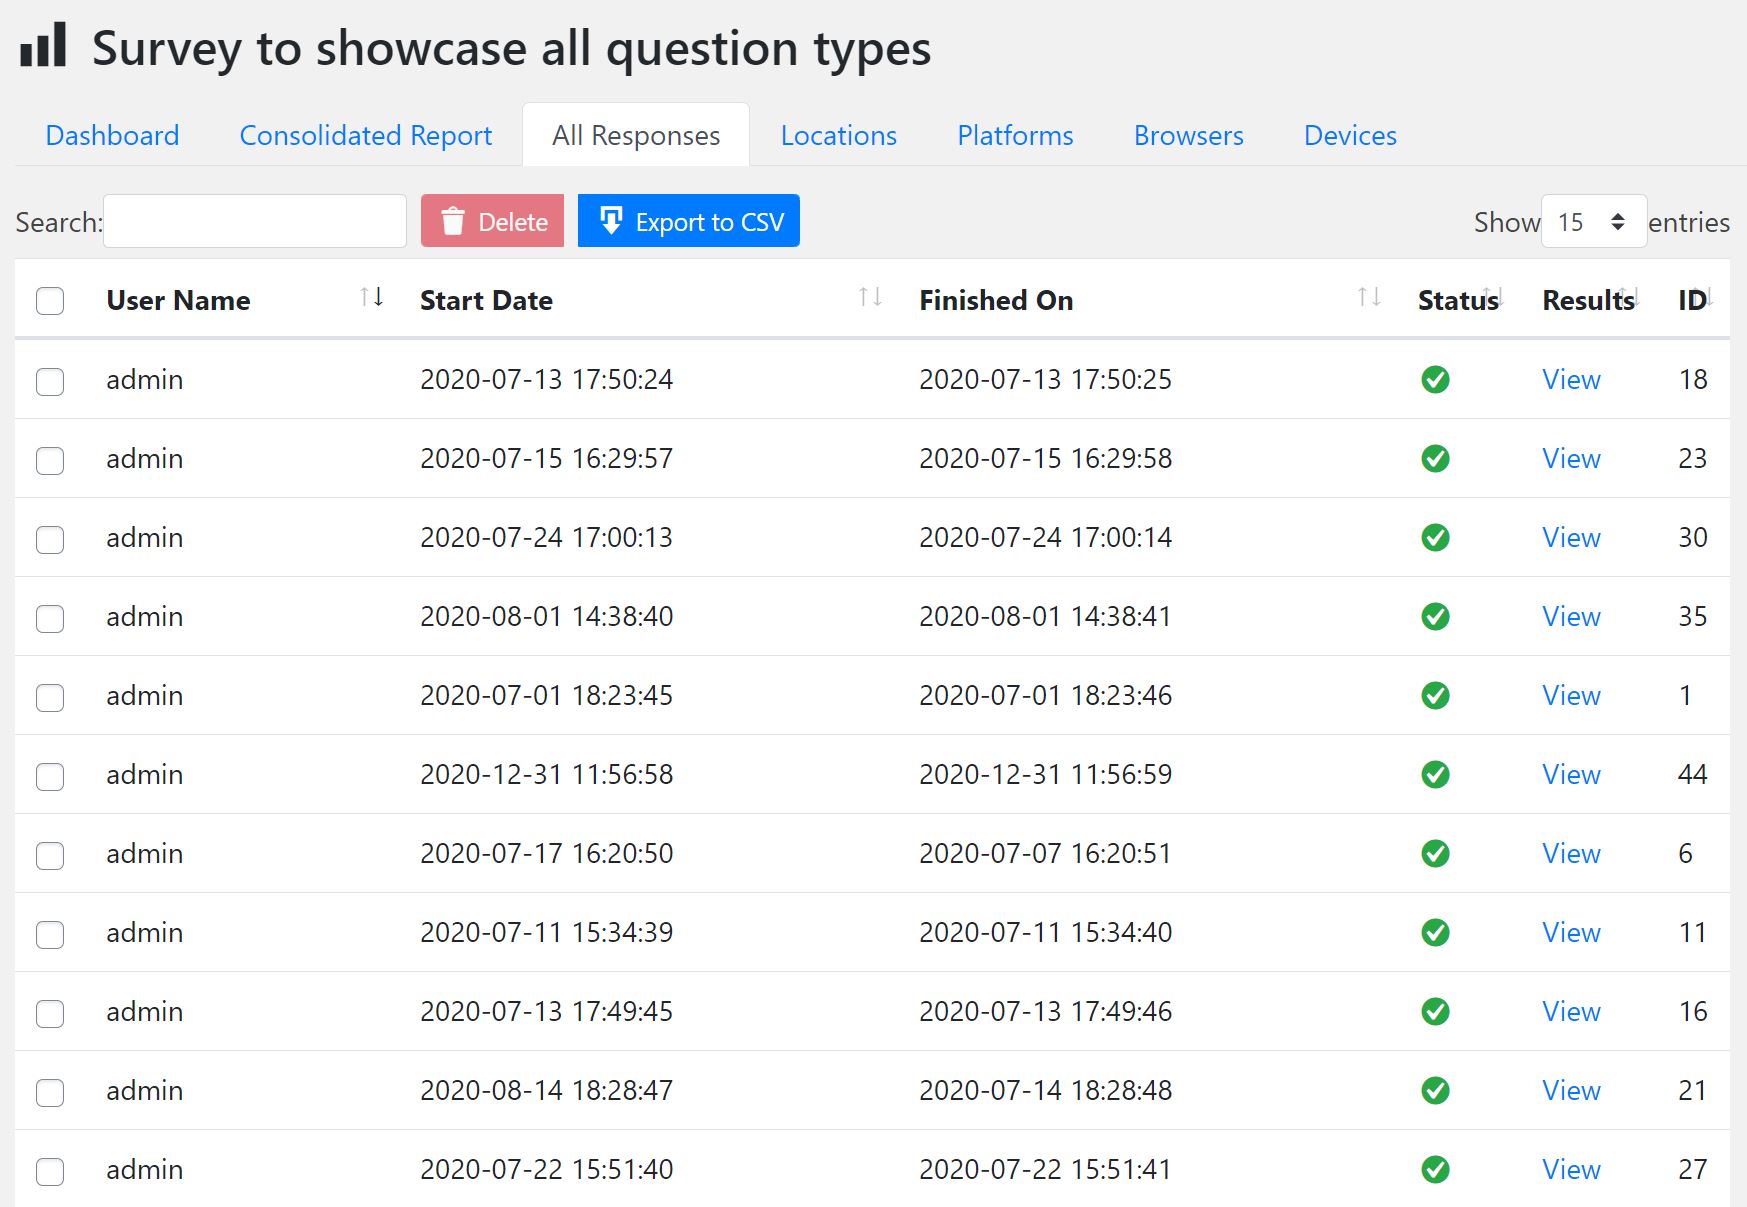 Survey to showcase all question types
Dashboard Consolidated Report All Responses Locations Platforms Browsers Devices
Search: Delete Export to CSV Show 15 entries
User Name Start Date Finished On Status Results ID
admin 2020-07-13 17:50:24 2020-07-13 17:50:25 View 18
admin 2020-07-15 16:29:57 2020-07-15 16:29:58 View 23
admin 2020-07-24 17:00:13 2020-07-24 17:00:14 View 30
admin 2020-08-01 14:38:40 2020-08-01 14:38:41 View 35
admin 2020-07-01 18:23:45 2020-07-01 18:23:46 View 1
admin 2020-12-31 11:56:58 2020-12-31 11:56:59 View 44
admin 2020-07-17 16:20:50 2020-07-07 16:20:51 View 6
admin 2020-07-11 15:34:39 2020-07-11 15:34:40 View 11
admin 2020-07-13 17:49:45 2020-07-13 17:49:46 View 16
admin 2020-08-14 18:28:47 2020-07-14 18:28:48 View 21
admin 2020-07-22 15:51:40 2020-07-22 15:51:41 View 27